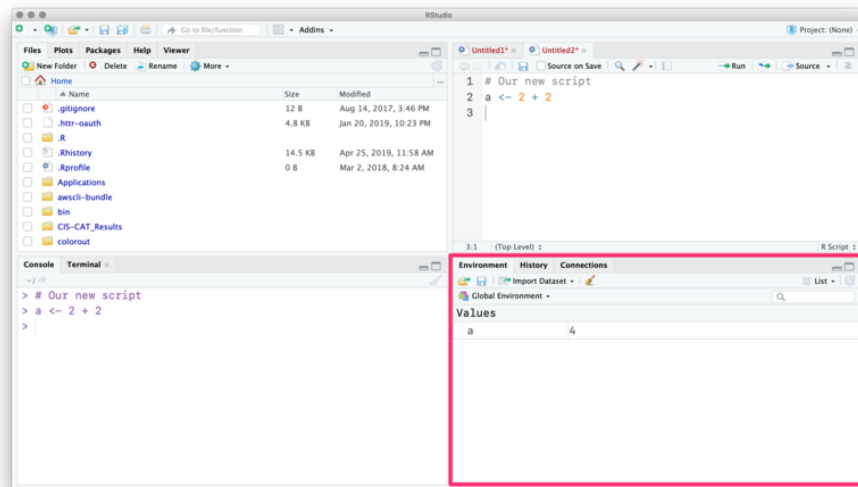 RStudio
Go to file/function
Addins
Project: (None)
Files Plots Packages Help Viewer
New Folder Delete Rename More
Home
...
Name Size Modified
.gitignore 12 B Aug 14, 2017, 3:46 PM
.httr-oauth 4.8 KB Jan 20, 2019, 10:23 PM
.R
.Rhistory 14.5 KB Apr 25, 2019, 11:58 AM
.Rprofile 0 B Mar 2, 2018, 8:24 AM
Applications
awscli-bundle
bin
CIS-CAT_Results
colorout
Untitled1* Untitled2*
Source on Save Run Source
1 # Our new script
2 a <- 2 + 2
3
3:1 (Top Level) R Script
Console Terminal
~/
> # Our new script
> a <- 2 + 2
>
Environment History Connections
Import Dataset List
Global Environment
Values
a 4